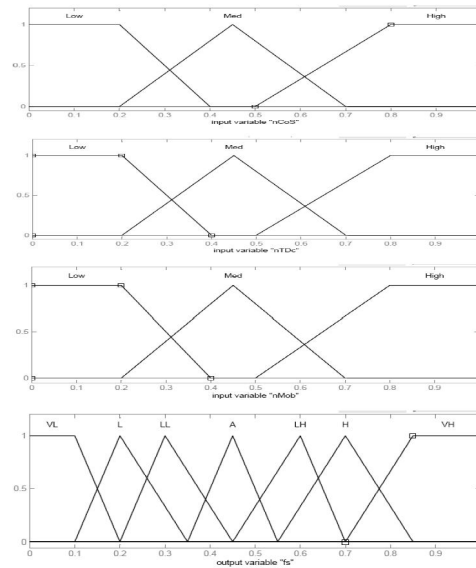 Low Med High
1
0.5
0
0 0.1 0.2 0.3 0.4 0.5 0.6 0.7 0.8 0.9
input variable "nCoS"
Low Med High
1
0.5
0
0 0.1 0.2 0.3 0.4 0.5 0.6 0.7 0.8 0.9
input variable "nTDc"
Low Med High
1
0.5
0
0 0.1 0.2 0.3 0.4 0.5 0.6 0.7 0.8 0.9
input variable "nMob"
VL L LL A LH H VH
1
0.5
0
0 0.1 0.2 0.3 0.4 0.5 0.6 0.7 0.8 0.9
output variable "fs"